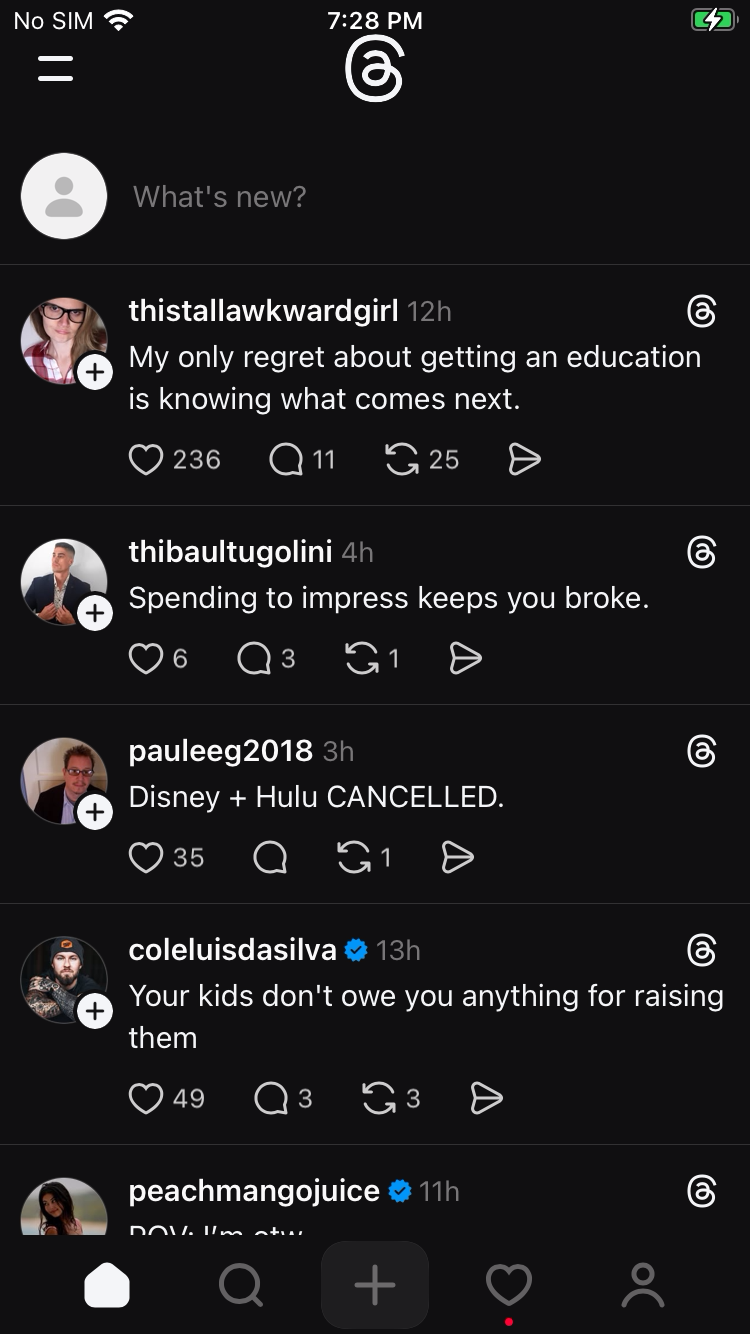 No SIM 7:28 PM
What's new?
thistallawkwardgirl 12h
My only regret about getting an education
is knowing what comes next.
236 11 25
thibaultugolini 4h
Spending to impress keeps you broke.
6 3 1
pauleeg2018 3h
Disney + Hulu CANCELLED.
35 1
coleluisdasilva 13h
Your kids don't owe you anything for raising
them
49 3 3
peachmangojuice 11h
POV: I'm otw